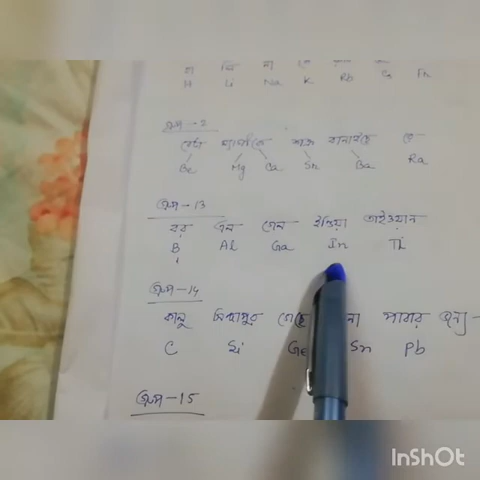 H Li Na K Rb Cs Fr
গ্রুপ - 2
Be Mg Ca Sr Ba Ra
গ্রুপ - 13
বর এল গেল ইন্ডিয়া তাইওয়ান
B Al Ga In Tl
গ্রুপ - 14
কালু সিঙ্গাপুর গেছে পাবার জন্য -
C Si Ge Sn Pb
গ্রুপ - 15
InShOt